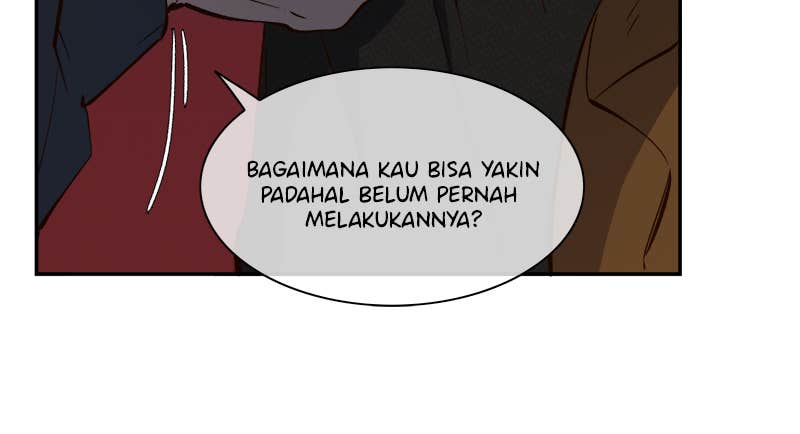 BAGAIMANA KAU BISA YAKIN
PADAHAL BELUM PERNAH
MELAKUKANNYA?